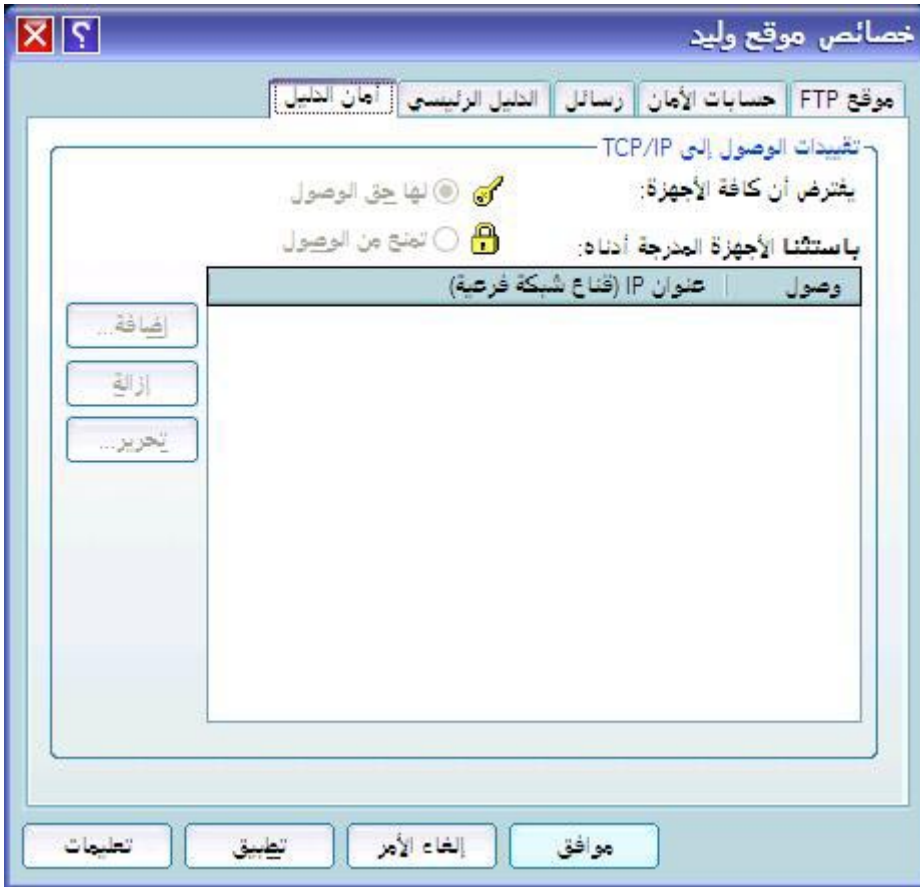 خصائص موقع وليد
موقع FTP
حسابات الأمان
رسائل
الدليل الرئيسي
أمان الدليل
تقييدات الوصول إلى TCP/IP
يفترض أن كافة الأجهزة:
لها حق الوصول
تمنع من الوصول
باستثنا الأجهزة المدرجة أدناه:
وصول
عنوان IP (قناع شبكة فرعية)
إضافة...
إزالة
تحرير...
موافق
إلغاء الأمر
تطبيق
تعليمات